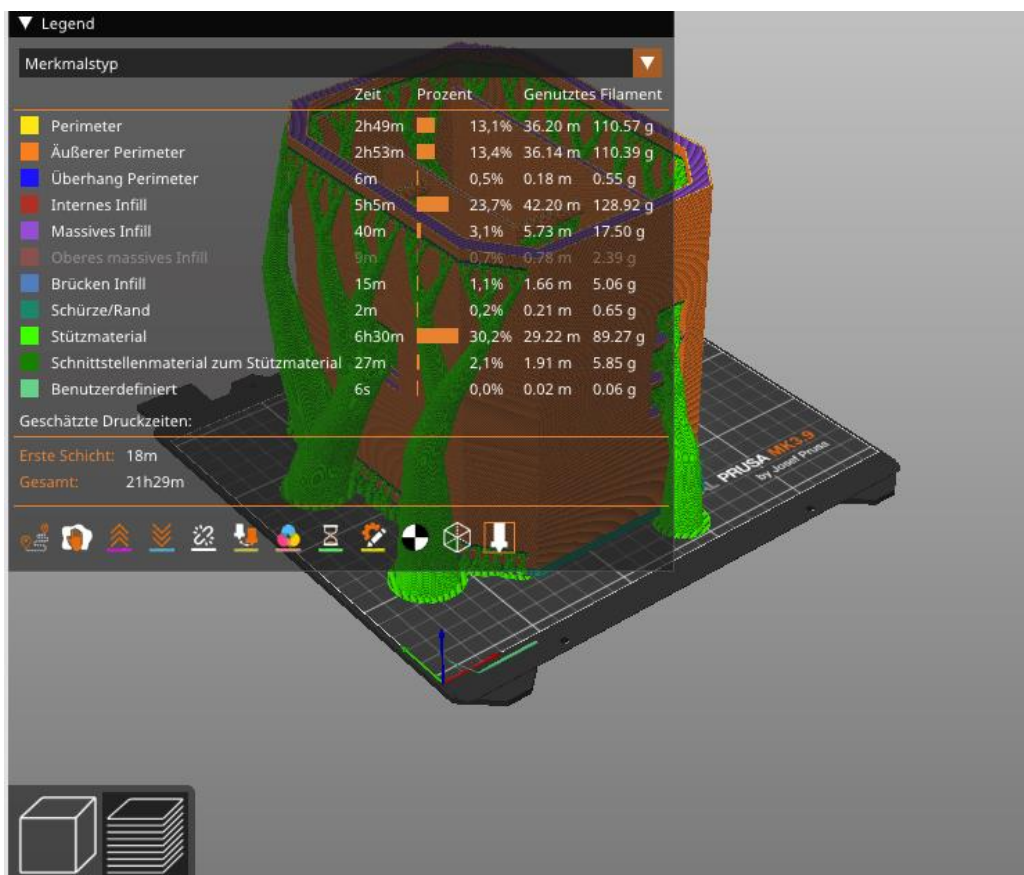 Legend
Merkmalstyp
Zeit Prozent Genutztes Filament
Perimeter 2h49m 13,1% 36.20 m 110.57 g
Äußerer Perimeter 2h53m 13,4% 36.14 m 110.39 g
Überhang Perimeter 6m 0,5% 0.18 m 0.55 g
Internes Infill 5h5m 23,7% 42.20 m 128.92 g
Massives Infill 40m 3,1% 5.73 m 17.50 g
Oberes massives Infill 9m 0,7% 0.78 m 2.39 g
Brücken Infill 15m 1,1% 1.66 m 5.06 g
Schürze/Rand 2m 0,2% 0.21 m 0.65 g
Stützmaterial 6h30m 30,2% 29.22 m 89.27 g
Schnittstellenmaterial zum Stützmaterial 27m 2,1% 1.91 m 5.85 g
Benutzerdefiniert 6s 0,0% 0.02 m 0.06 g
Geschätzte Druckzeiten:
Erste Schicht: 18m
Gesamt: 21h29m
PRUSA MK3.9
by Josef Prusa